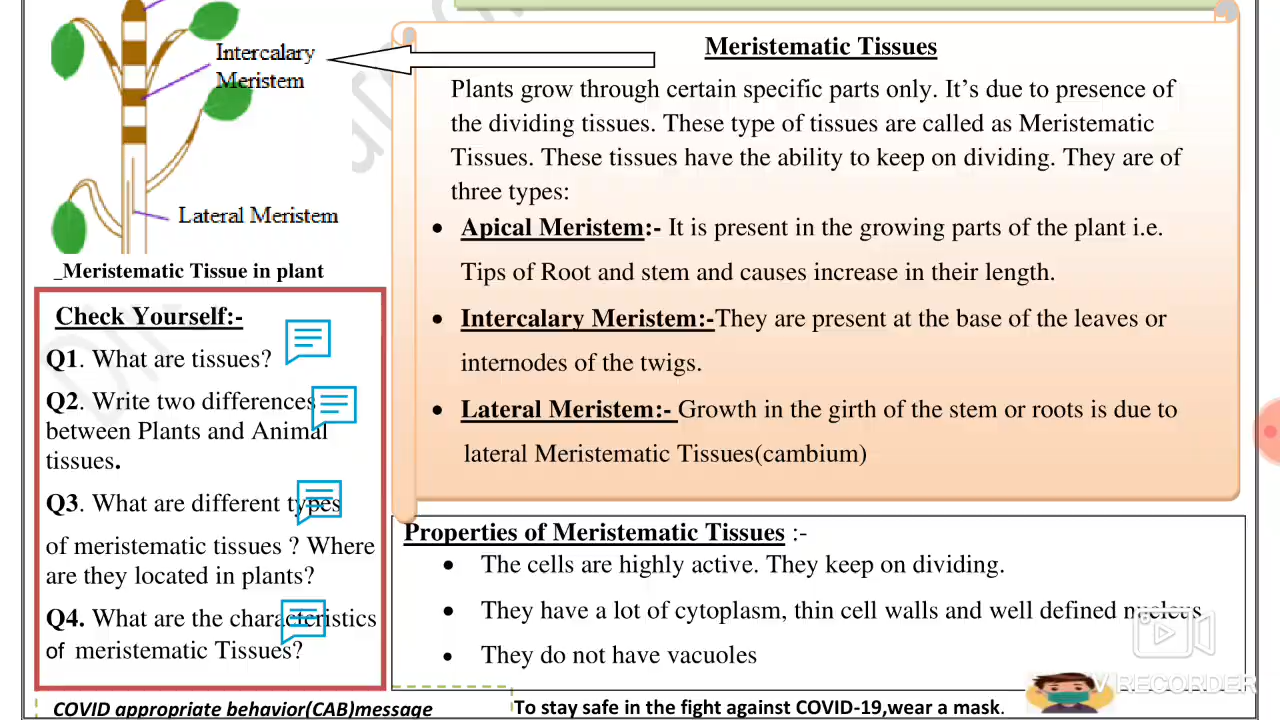 Intercalary
Meristem
Lateral Meristem
_Meristematic Tissue in plant
Meristematic Tissues
Plants grow through certain specific parts only. It's due to presence of
the dividing tissues. These type of tissues are called as Meristematic
Tissues. These tissues have the ability to keep on dividing. They are of
three types:
• Apical Meristem:- It is present in the growing parts of the plant i.e.
Tips of Root and stem and causes increase in their length.
• Intercalary Meristem:-They are present at the base of the leaves or
internodes of the twigs.
• Lateral Meristem:- Growth in the girth of the stem or roots is due to
lateral Meristematic Tissues(cambium)
Check Yourself:-
Q1. What are tissues?
Q2. Write two differences
between Plants and Animal
tissues.
Q3. What are different types
of meristematic tissues ? Where
are they located in plants?
Q4. What are the characteristics
of meristematic Tissues?
Properties of Meristematic Tissues :-
• The cells are highly active. They keep on dividing.
• They have a lot of cytoplasm, thin cell walls and well defined nucleus
• They do not have vacuoles
COVID appropriate behavior(CAB)message
To stay safe in the fight against COVID-19,wear a mask.
V RECORDER